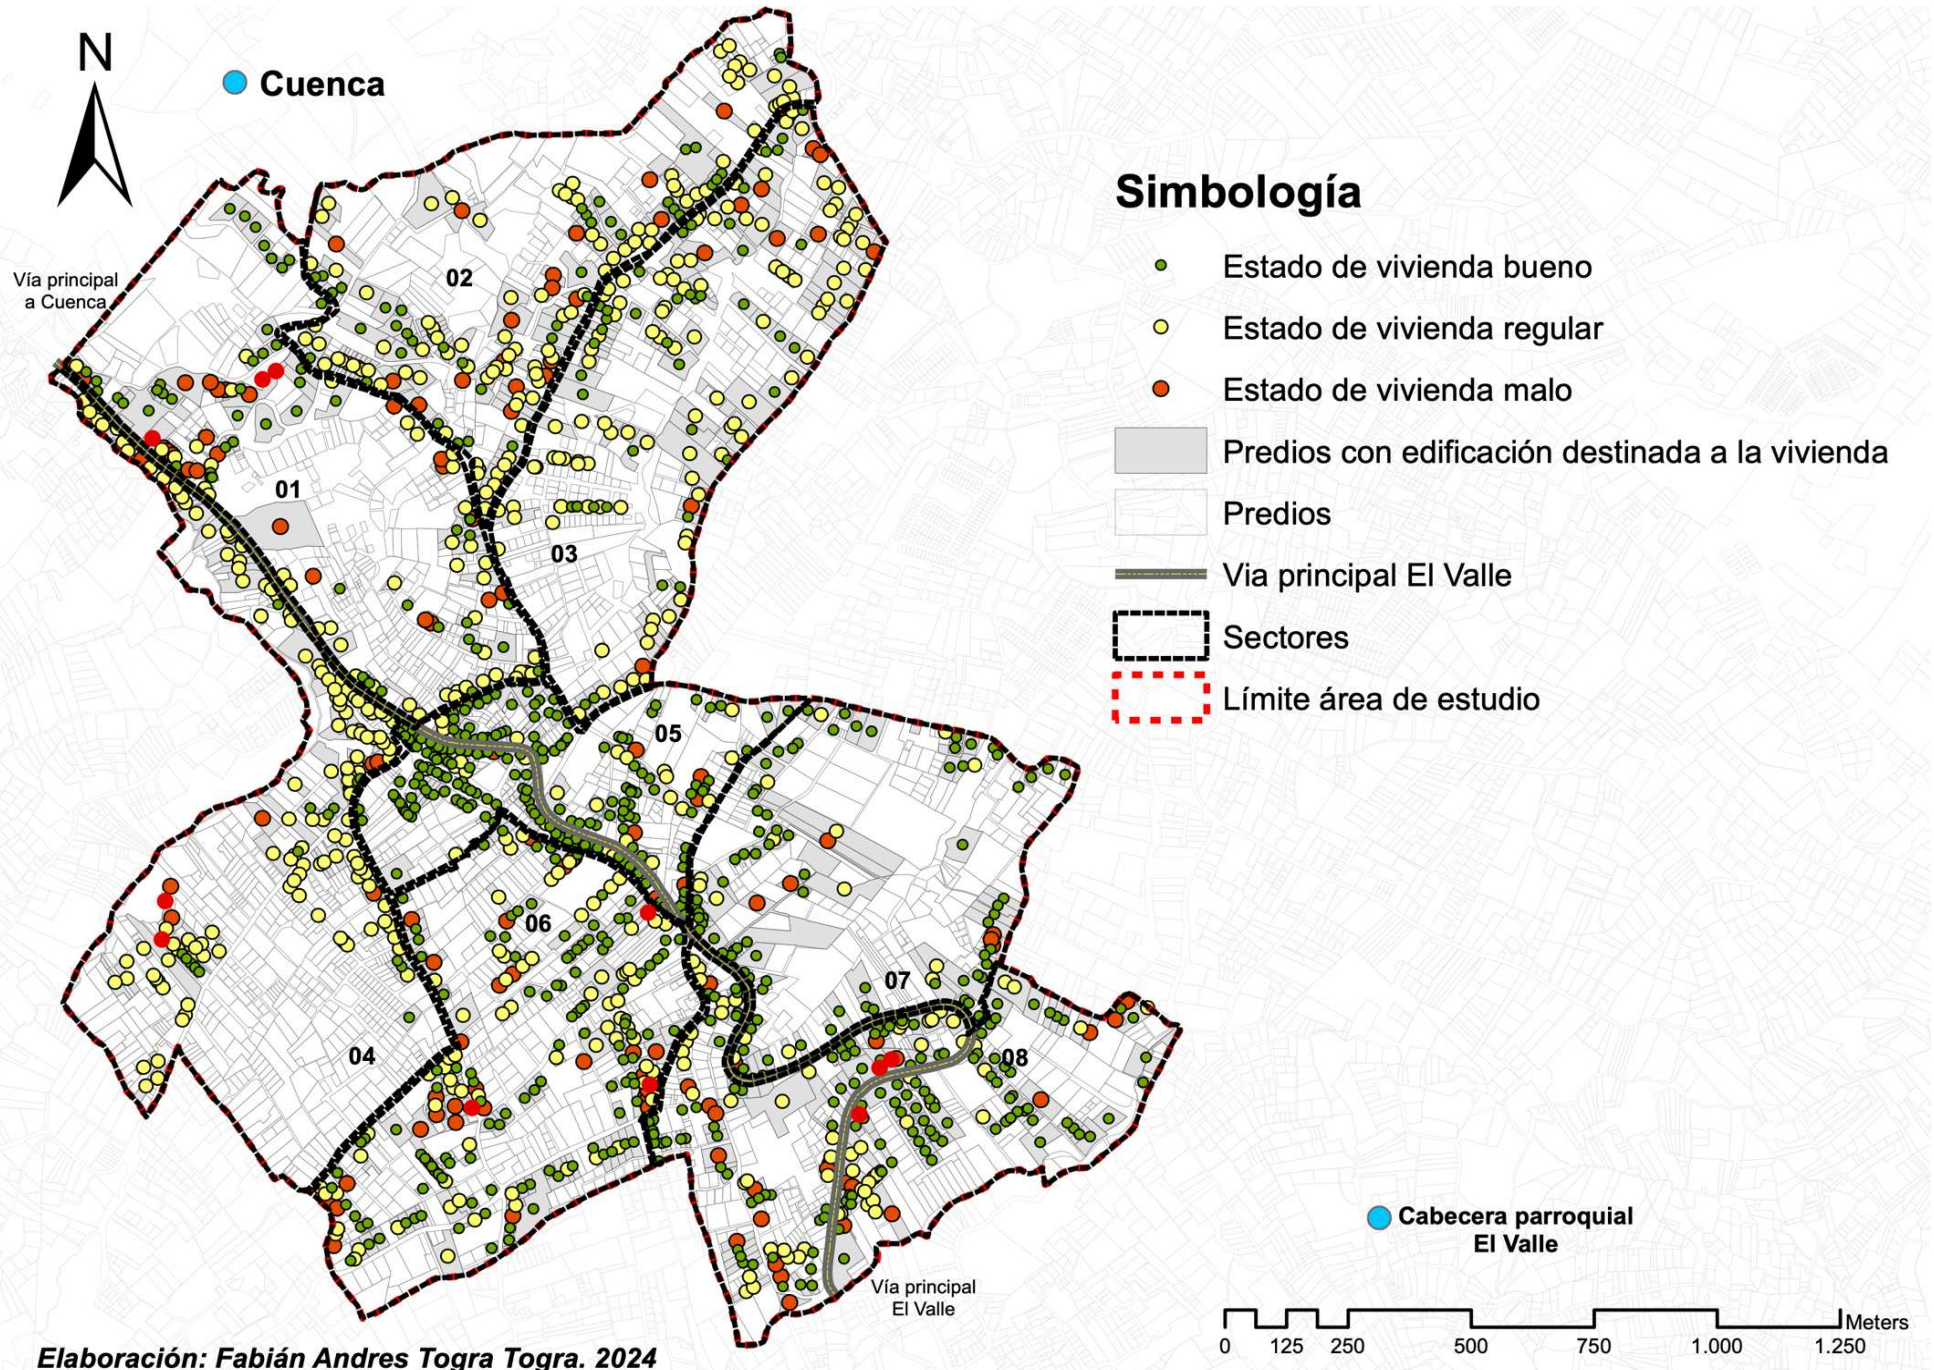 N
Cuenca
Vía principal
a Cuenca
02
01
03
05
06
07
04
08
Vía principal
El Valle
Simbología
Estado de vivienda bueno
Estado de vivienda regular
Estado de vivienda malo
Predios con edificación destinada a la vivienda
Predios
Via principal El Valle
Sectores
Límite área de estudio
Cabecera parroquial
El Valle
Meters
0 125 250 500 750 1.000 1.250
Elaboración: Fabián Andres Togra Togra. 2024